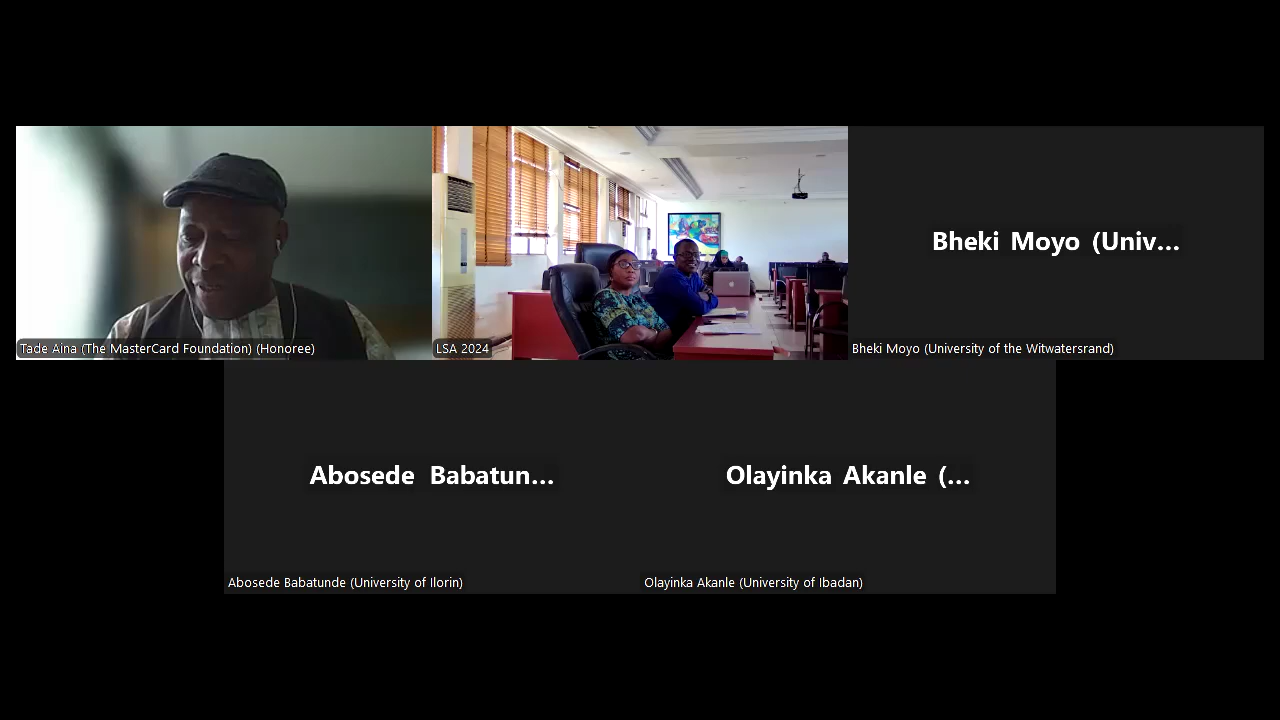 Bheki Moyo (Univ...
Tade Aina (The MasterCard Foundation) (Honoree)
LSA 2024
Bheki Moyo (University of the Witwatersrand)
Abosede Babatun...
Olayinka Akanle (...
Abosede Babatunde (University of Ilorin)
Olayinka Akanle (University of Ibadan)